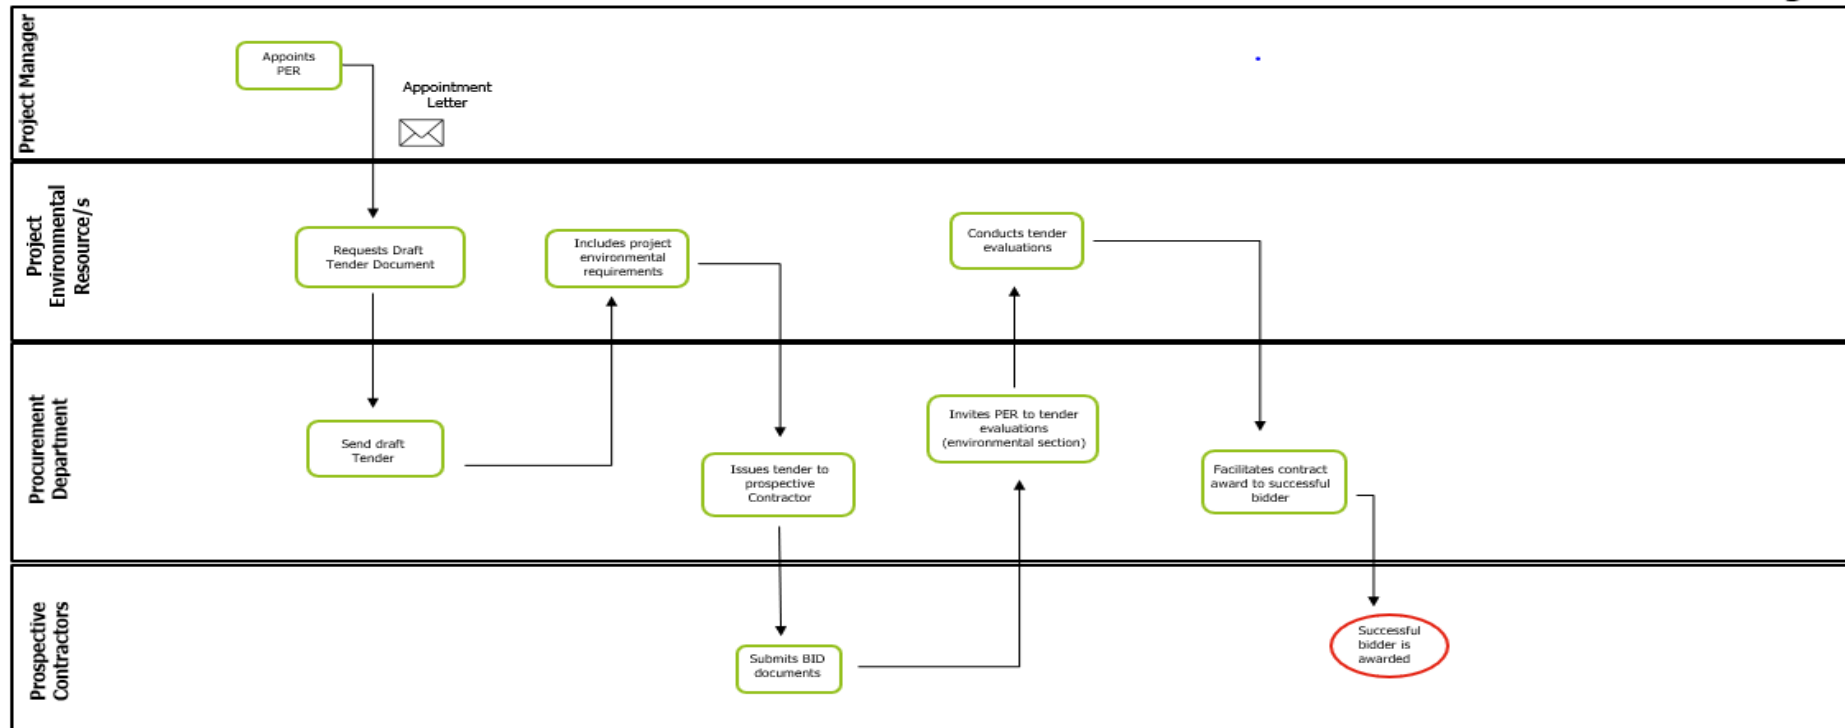 Project Manager
Appoints
PER
Appointment
Letter
Project
Environmental
Resource/s
Requests Draft
Tender Document
Includes project
environmental
requirements
Conducts tender
evaluations
Procurement
Department
Send draft
Tender
Issues tender to
prospective
Contractor
Invites PER to tender
evaluations
(environmental section)
Facilitates contract
award to successful
bidder
Prospective
Contractors
Submits BID
documents
Successful
bidder is
awarded